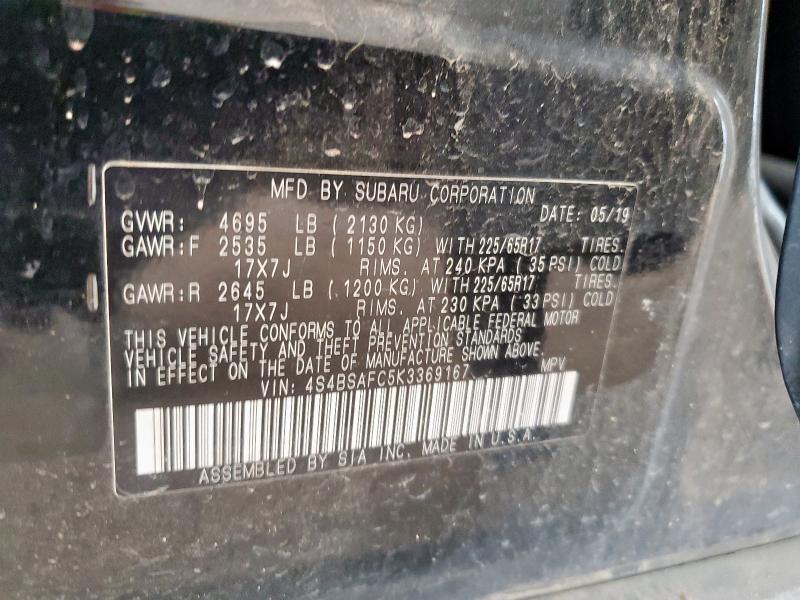 MFD BY SUBARU CORPORATION
DATE: 05/19
GVWR: 4695 LB (2130 KG)
GAWR:F 2535 LB (1150 KG) WITH 225/65R17 TIRES.
17X7J RIMS. AT 240 KPA (35 PSI) COLD
GAWR:R 2645 LB (1200 KG) WITH 225/65R17 TIRES.
17X7J RIMS. AT 230 KPA (33 PSI) COLD
THIS VEHICLE CONFORMS TO ALL APPLICABLE FEDERAL MOTOR
VEHICLE SAFETY AND THEFT PREVENTION STANDARDS
IN EFFECT ON THE DATE OF MANUFACTURE SHOWN ABOVE.
VIN: 4S4BSAFC5K3369167 MPV
ASSEMBLED BY SIA INC. MADE IN U.S.A.